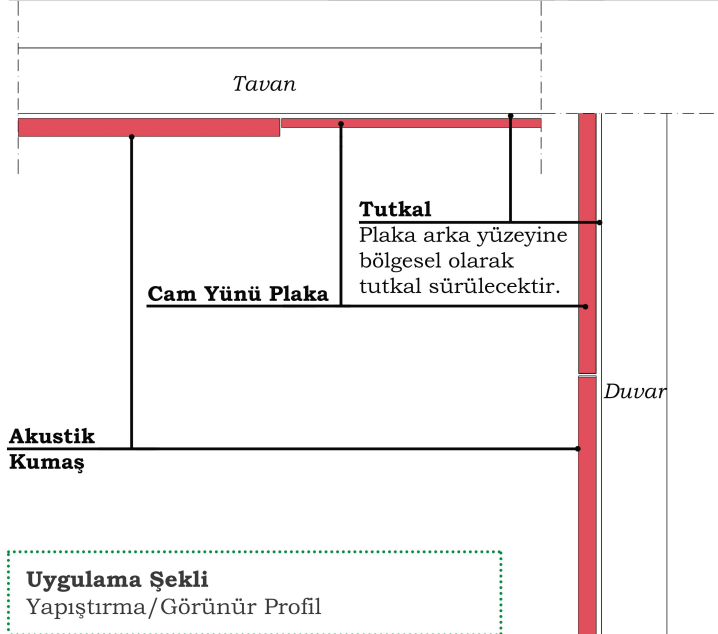 Tavan
Tutkal
Plaka arka yüzeyine
bölgesel olarak
tutkal sürülecektir.
Cam Yünü Plaka
Duvar
Akustik
Kumaş
Uygulama Şekli
Yapıştırma/Görünür Profil